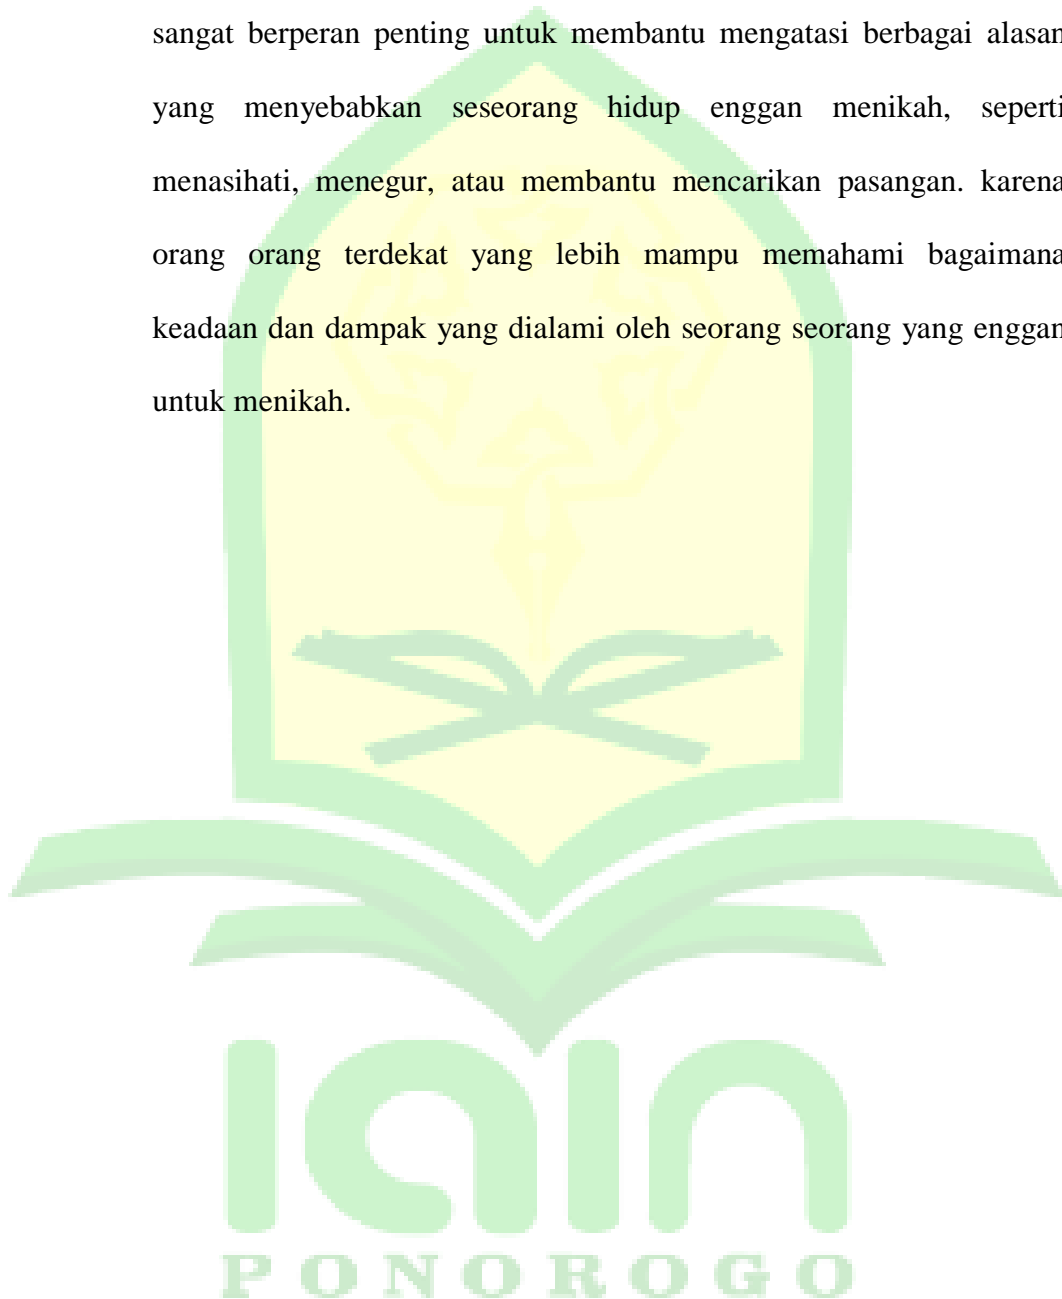 sangat berperan penting untuk membantu mengatasi berbagai alasan
yang menyebabkan seseorang hidup enggan menikah, seperti
menasihati, menegur, atau membantu mencarikan pasangan. karena
orang orang terdekat yang lebih mampu memahami bagaimana
keadaan dan dampak yang dialami oleh seorang seorang yang enggan
untuk menikah.
IAIN
PONOROGO